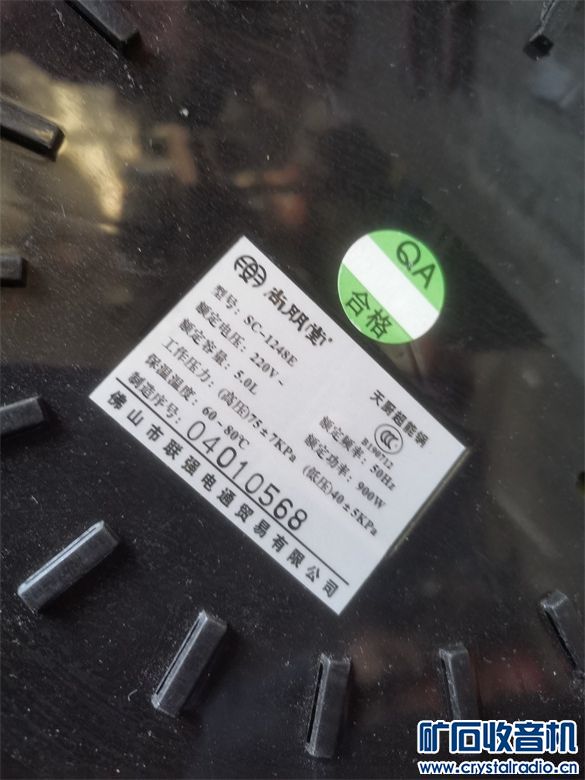 QA
合格
尚朋堂®
天厨超能锅
型号: SC-1248E
B190712
额定电压: 220V~ 额定频率: 50Hz
额定容量: 5.0L 额定功率: 900W
工作压力: (高压)75±7KPa (低压)40±5KPa
保温温度: 60~80℃
制造序号: 04010568
佛山市联强电通贸易有限公司
矿石收音机
www.crystalradio.cn